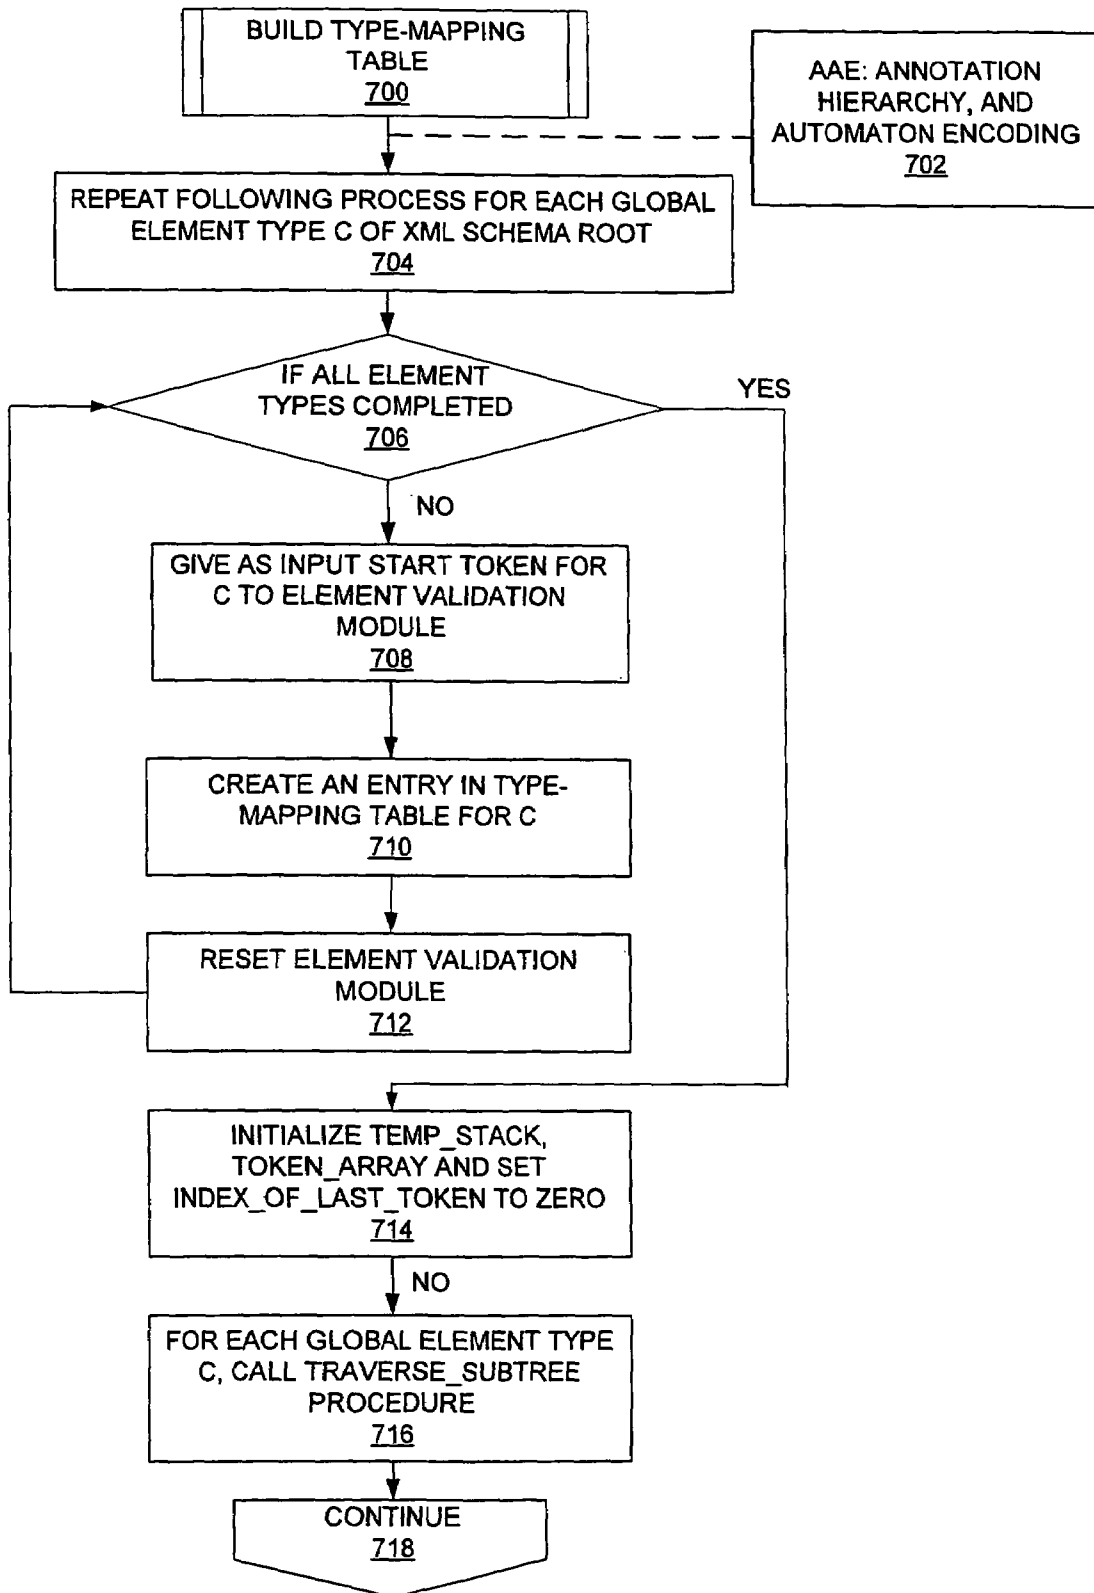 BUILD TYPE-MAPPING
TABLE
700
AAE: ANNOTATION
HIERARCHY, AND
AUTOMATON ENCODING
702
REPEAT FOLLOWING PROCESS FOR EACH GLOBAL
ELEMENT TYPE C OF XML SCHEMA ROOT
704
IF ALL ELEMENT
TYPES COMPLETED
706
YES
NO
GIVE AS INPUT START TOKEN FOR
C TO ELEMENT VALIDATION
MODULE
708
CREATE AN ENTRY IN TYPE-
MAPPING TABLE FOR C
710
RESET ELEMENT VALIDATION
MODULE
712
INITIALIZE TEMP_STACK,
TOKEN_ARRAY AND SET
INDEX_OF_LAST_TOKEN TO ZERO
714
NO
FOR EACH GLOBAL ELEMENT TYPE
C, CALL TRAVERSE_SUBTREE
PROCEDURE
716
CONTINUE
718